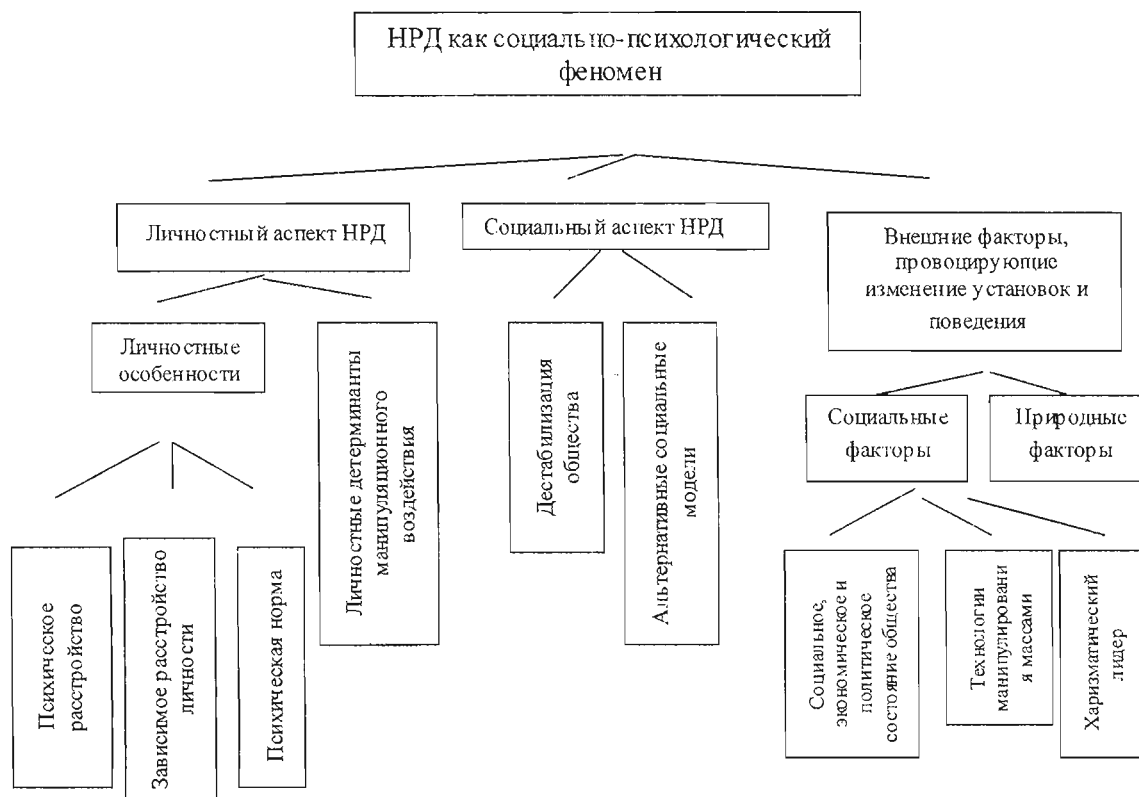 НРД как социально-психологический
феномен
Личностный аспект НРД
Социальный аспект НРД
Внешние факторы,
провоцирующие
изменение установок и
поведения
Личностные
особенности
Личностные детерминанты
манипуляционного
воздействия
Дестабилизация
общества
Альтернативные социальные
модели
Социальные
факторы
Природные
факторы
Психическое
расстройство
Зависимое расстройство
личности
Психическая норма
Социальное,
экономическое и
политическое
состояние общества
Технологии
манипулировани
я массами
Харизматический
лидер